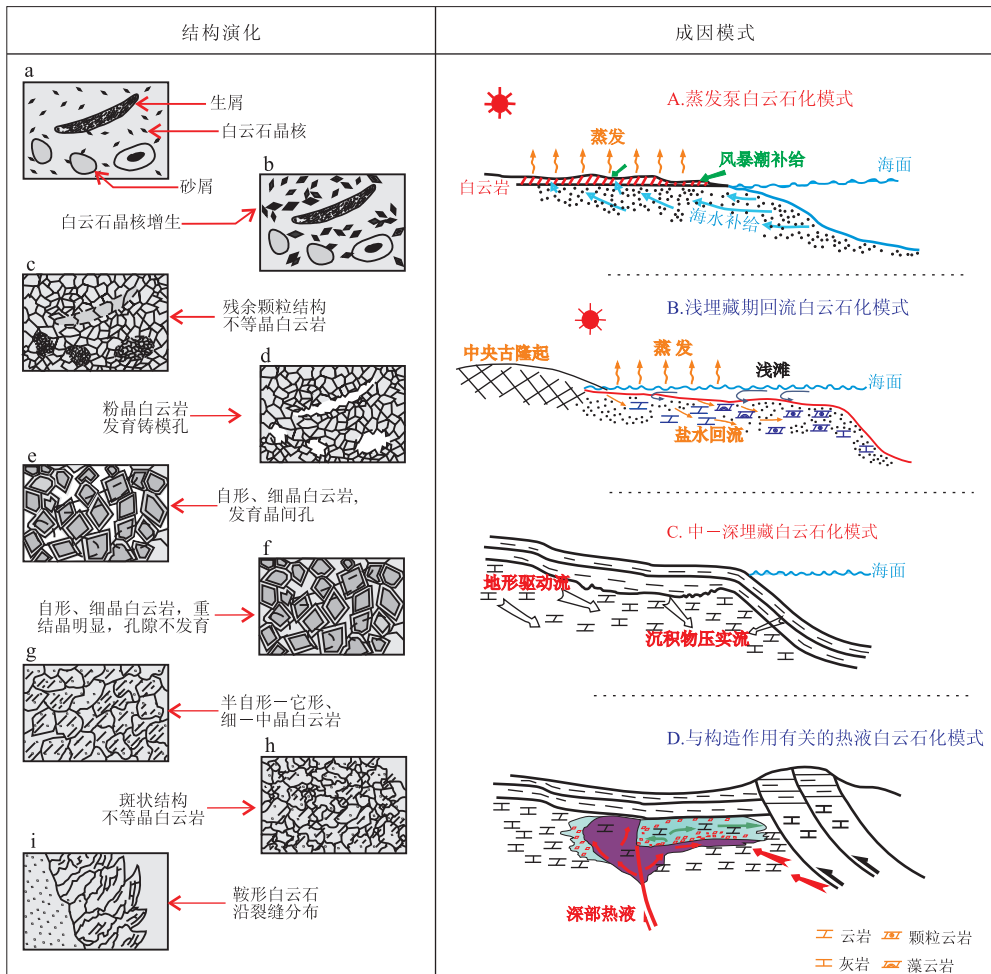 结构演化
成因模式
a
生屑
白云石晶核
砂屑
b
白云石晶核增生
c
残余颗粒结构
不等晶白云岩
d
粉晶白云岩
发育铸模孔
e
自形、细晶白云岩,
发育晶间孔
f
自形、细晶白云岩，重
结晶明显，孔隙不发育
g
半自形－它形、
细－中晶白云岩
h
斑状结构
不等晶白云岩
i
鞍形白云石
沿裂缝分布
A.蒸发泵白云石化模式
蒸发
风暴潮补给
海面
白云岩
海水补给
B.浅埋藏期回流白云石化模式
中央古隆起
蒸 发
浅滩
海面
盐水回流
C. 中－深埋藏白云石化模式
海面
地形驱动流
沉积物压实流
D.与构造作用有关的热液白云石化模式
深部热液
云岩
颗粒云岩
灰岩
藻云岩